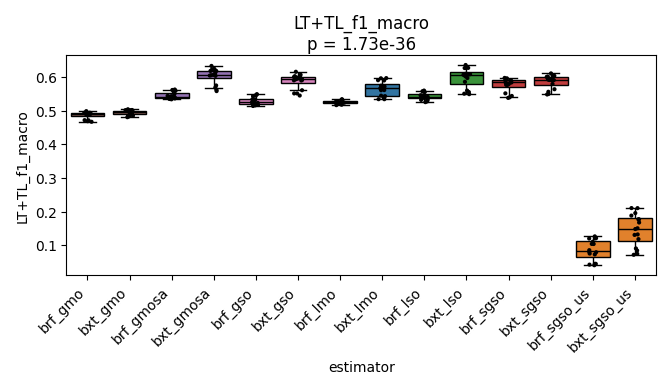 LT+TL_f1_macro
p = 1.73e-36
LT+TL_f1_macro
0.6
0.5
0.4
0.3
0.2
0.1
brf_gmo
bxt_gmo
brf_gmosa
bxt_gmosa
brf_gso
bxt_gso
brf_lmo
bxt_lmo
brf_lso
bxt_lso
brf_sgso
bxt_sgso
brf_sgso_us
bxt_sgso_us
estimator